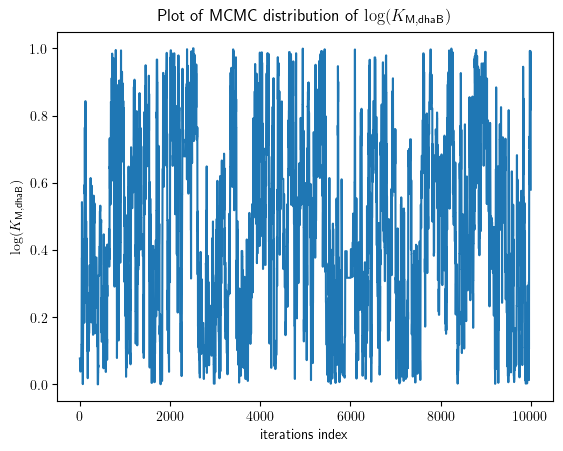 Plot of MCMC distribution of log(K_M,dhaB)
1.0
0.8
0.6
0.4
0.2
0.0
log(K_M,dhaB)
0 2000 4000 6000 8000 10000
iterations index